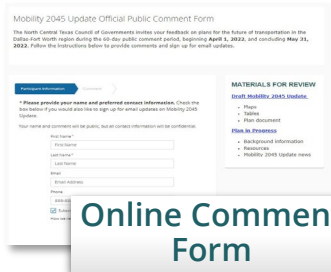 Mobility 2045 Update Official Public Comment Form
The North Central Texas Council of Governments invites your feedback on plans for the future of transportation in the
Dallas-Fort Worth region during the 60-day public comment period, beginning April 1, 2022, and concluding May 31,
2022. Follow the instructions below to provide comments and sign up for email updates.
Participant Information
Comment
* Please provide your name and preferred contact information. Check the
box below if you would also like to sign up for email updates on Mobility 2045
Update.
Your name and comment will be public, but all contact information will be confidential.
First Name*
First Name
Last Name*
Last Name
Email
Email Address
Phone
MATERIALS FOR REVIEW
Draft Mobility 2045 Update
• Maps
• Tables
• Plan document
Plan in Progress
• Background Information
• Resources
• Mobility 2045 Update news
Online Commen
Form